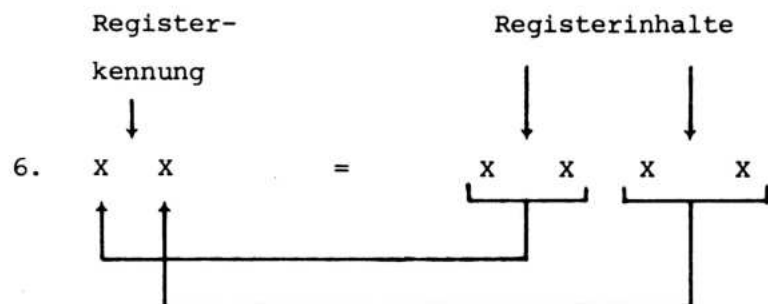 Register- Registerinhalte
kennung
6. X X = X X X X